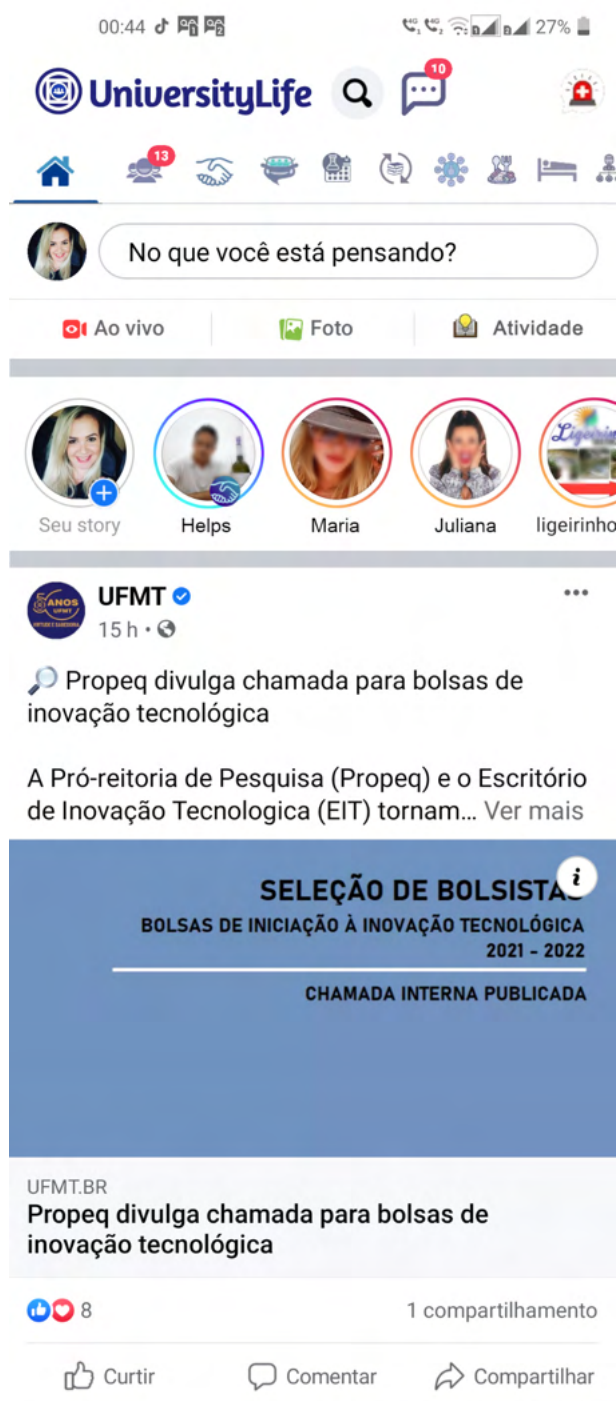 00:44
27%
UniversityLife
10
13
No que você está pensando?
Ao vivo
Foto
Atividade
Seu story
Helps
Maria
Juliana
ligeirinho
UFMT
15 h
Propeq divulga chamada para bolsas de
inovação tecnológica
A Pró-reitoria de Pesquisa (Propeq) e o Escritório
de Inovação Tecnologica (EIT) tornam... Ver mais
SELEÇÃO DE BOLSISTAS
BOLSAS DE INICIAÇÃO À INOVAÇÃO TECNOLÓGICA
2021 - 2022
CHAMADA INTERNA PUBLICADA
UFMT.BR
Propeq divulga chamada para bolsas de
inovação tecnológica
8
1 compartilhamento
Curtir
Comentar
Compartilhar